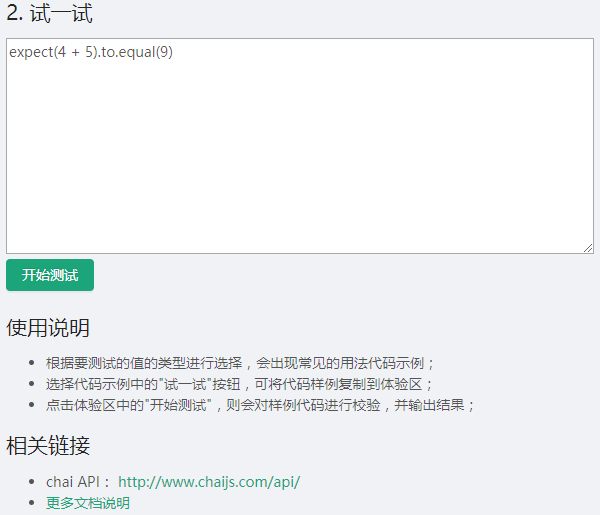 2. 试一试
expect(4 + 5).to.equal(9)
开始测试
使用说明
根据要测试的值的类型进行选择，会出现常见的用法代码示例；
选择代码示例中的"试一试"按钮，可将代码样例复制到体验区；
点击体验区中的"开始测试"，则会对样例代码进行校验，并输出结果；
相关链接
chai API： http://www.chaijs.com/api/
更多文档说明